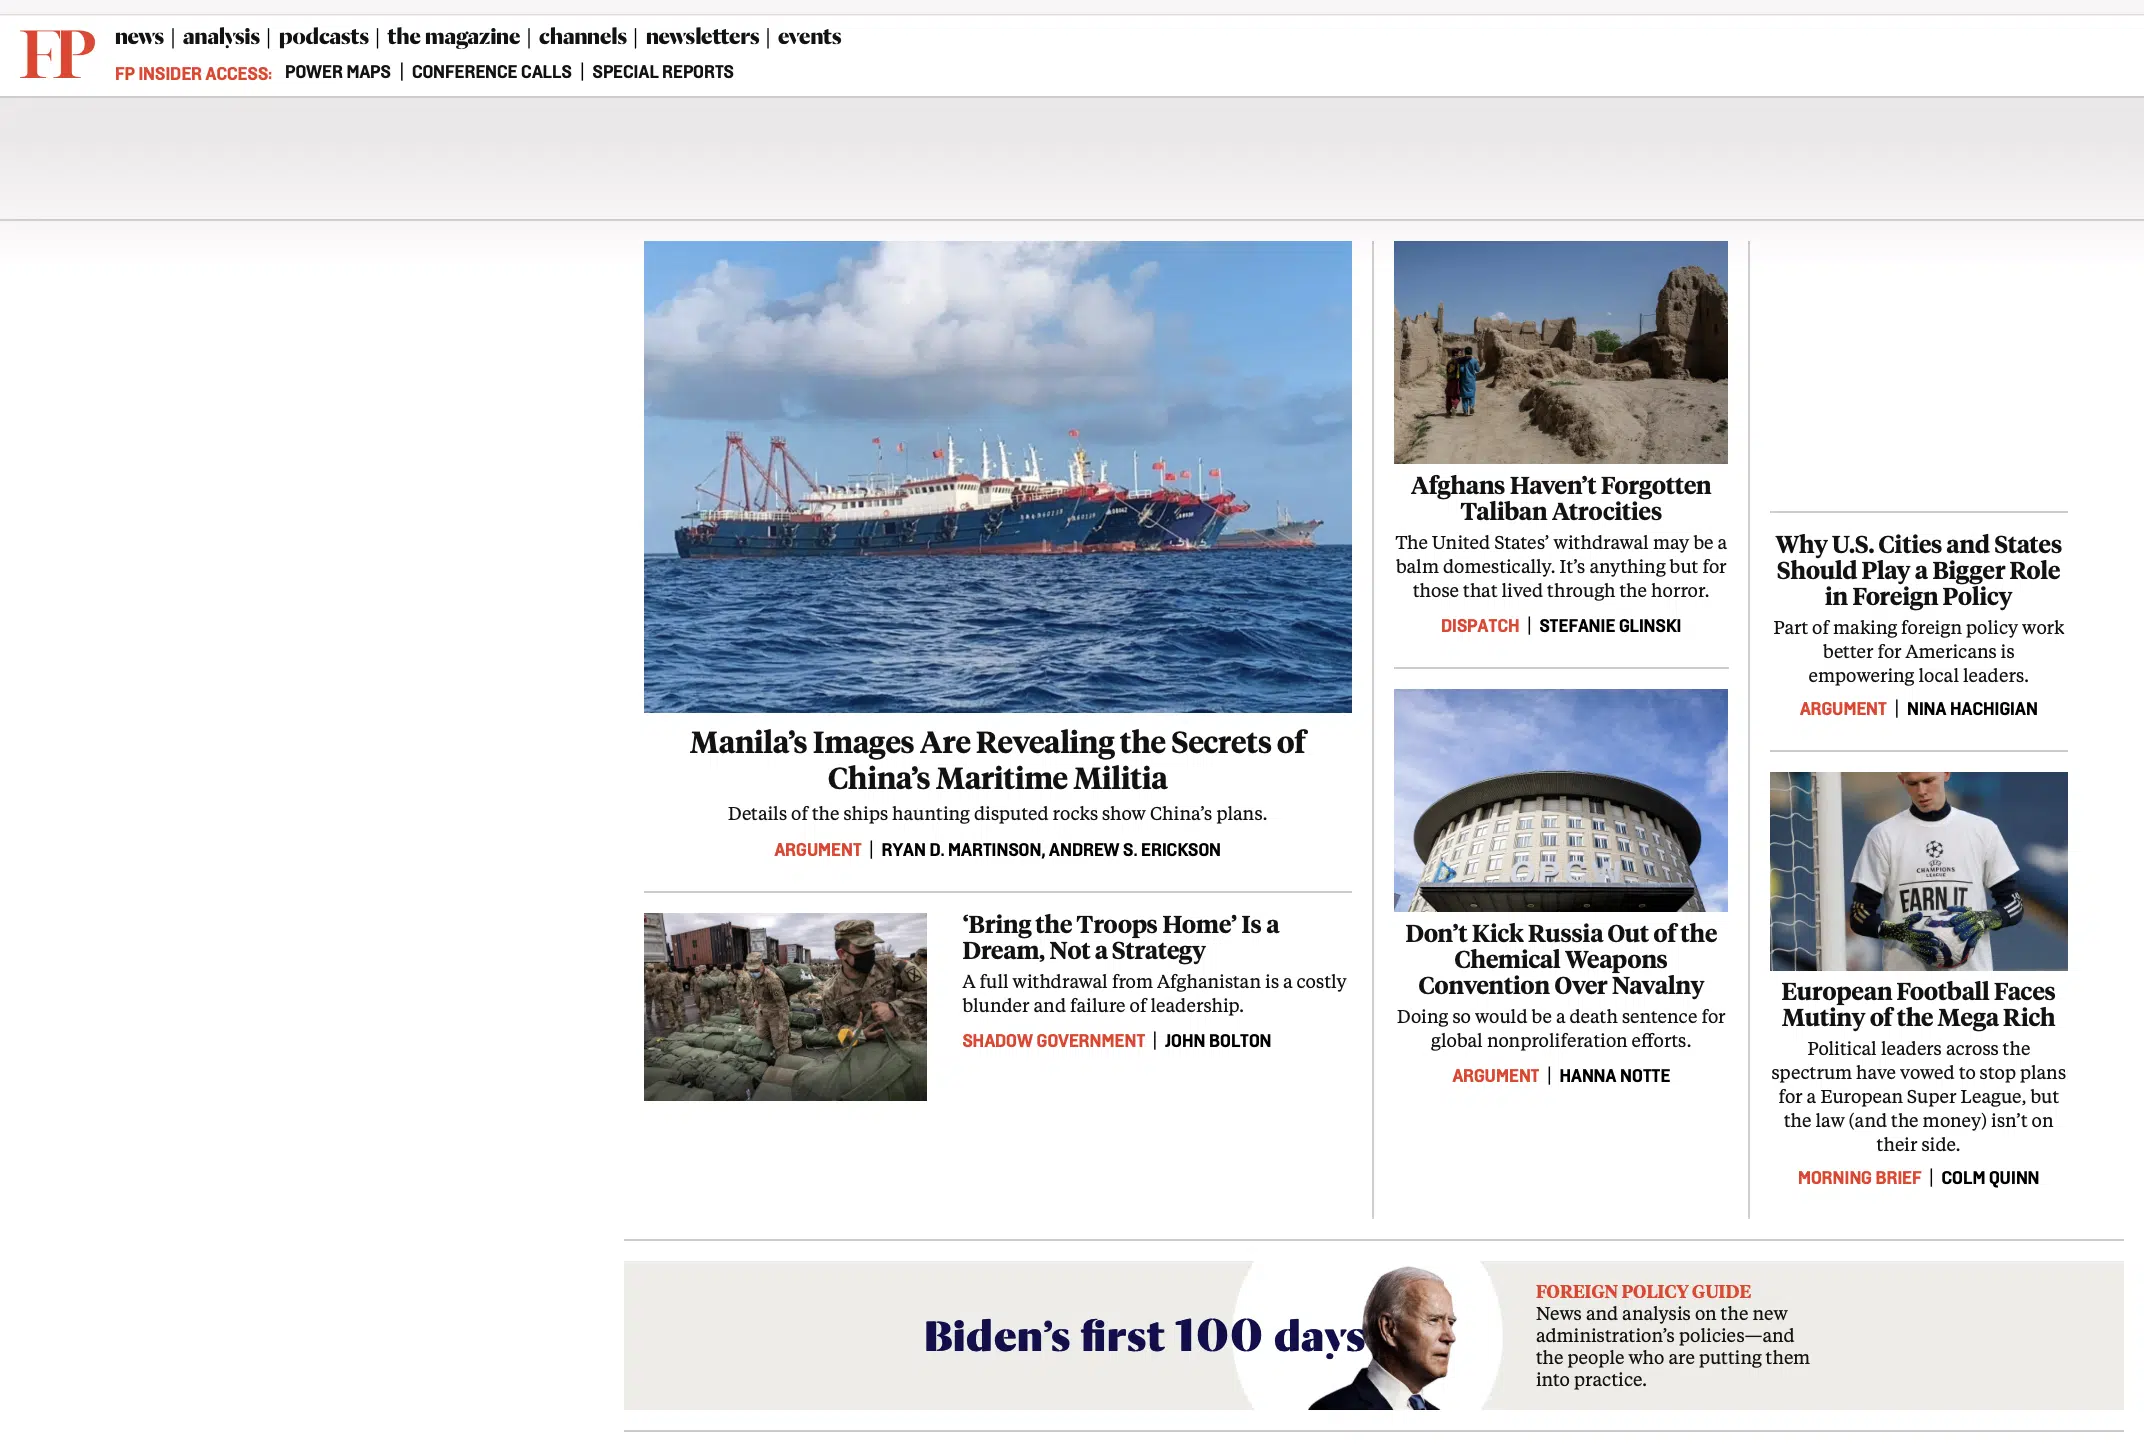 FP
news | analysis | podcasts | the magazine | channels | newsletters | events
FP INSIDER ACCESS: POWER MAPS | CONFERENCE CALLS | SPECIAL REPORTS
Manila’s Images Are Revealing the Secrets of
China’s Maritime Militia
Details of the ships haunting disputed rocks show China’s plans.
ARGUMENT | RYAN D. MARTINSON, ANDREW S. ERICKSON
‘Bring the Troops Home’ Is a
Dream, Not a Strategy
A full withdrawal from Afghanistan is a costly
blunder and failure of leadership.
SHADOW GOVERNMENT | JOHN BOLTON
Afghans Haven’t Forgotten
Taliban Atrocities
The United States’ withdrawal may be a
balm domestically. It’s anything but for
those that lived through the horror.
DISPATCH | STEFANIE GLINSKI
OPCW
Don’t Kick Russia Out of the
Chemical Weapons
Convention Over Navalny
Doing so would be a death sentence for
global nonproliferation efforts.
ARGUMENT | HANNA NOTTE
Why U.S. Cities and States
Should Play a Bigger Role
in Foreign Policy
Part of making foreign policy work
better for Americans is
empowering local leaders.
ARGUMENT | NINA HACHIGIAN
CHAMPIONS
LEAGUE
EARN IT
European Football Faces
Mutiny of the Mega Rich
Political leaders across the
spectrum have vowed to stop plans
for a European Super League, but
the law (and the money) isn’t on
their side.
MORNING BRIEF | COLM QUINN
Biden’s first 100 days
FOREIGN POLICY GUIDE
News and analysis on the new
administration’s policies—and
the people who are putting them
into practice.